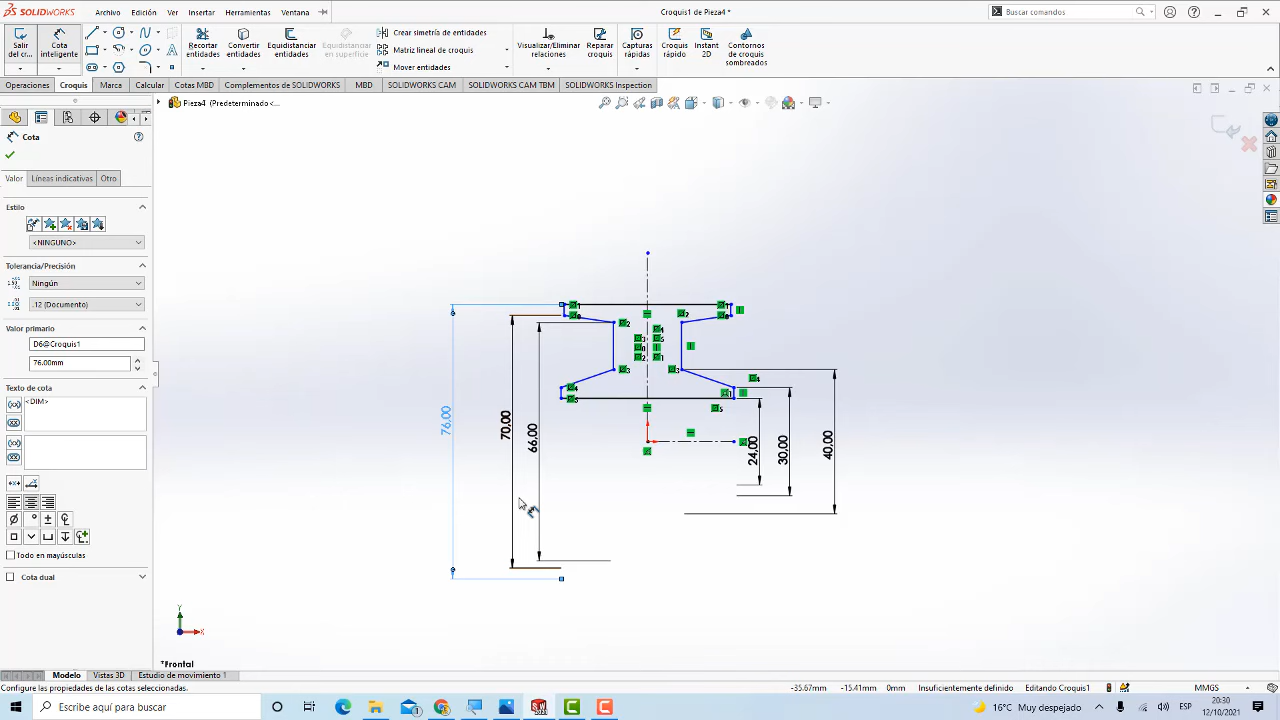 SOLIDWORKS
Archivo Edición Ver Insertar Herramientas Ventana
Croquis1 de Pieza4 *
Buscar comandos
Salir del cr...
Cota inteligente
Recortar entidades
Convertir entidades
Equidistancar entidades
Equidistanciar en superficie
Crear simetría de entidades
Matriz lineal de croquis
Mover entidades
Visualizar/Eliminar relaciones
Reparar croquis
Capturas rápidas
Croquis rápido
Instant 2D
Contornos de croquis sombreados
Operaciones Croquis Marca Calcular Cotas MBD Complementos de SOLIDWORKS MBD SOLIDWORKS CAM SOLIDWORKS CAM TBM SOLIDWORKS Inspection
Pieza4 (Predeterminado <...
Cota
Valor Líneas indicativas Otro
Estilo
<NINGUNO>
Tolerancia/Precisión
Ningún
.12 (Documento)
Valor primario
D6@Croquis1
76.00mm
Texto de cota
<DIM>
Todo en mayúsculas
Cota dual
76,00
70,00
66,00
24,00
30,00
40,00
Y
X
*Frontal
Modelo Vistas 3D Estudio de movimiento 1
Configure las propiedades de las cotas seleccionadas.
-35.67mm -15.41mm 0mm Insuficientemente definido Editando Croquis1 MMGS
Escribe aquí para buscar
16°C Muy despejado
ESP
20:30
12/10/2021